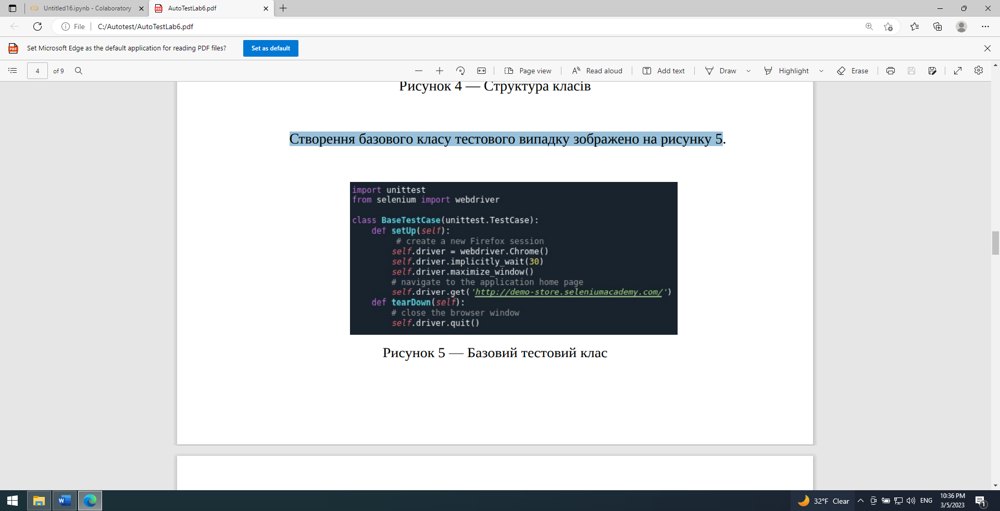 Untitled16.ipynb - Colaboratory
AutoTestLab6.pdf
File
C:/Autotest/AutoTestLab6.pdf
PDF
Set Microsoft Edge as the default application for reading PDF files?
Set as default
4
of 9
Page view
Read aloud
Add text
Draw
Highlight
Erase
Рисунок 4 — Структура класів
Створення базового класу тестового випадку зображено на рисунку 5.
import unittest
from selenium import webdriver
class BaseTestCase(unittest.TestCase):
    def setUp(self):
         # create a new Firefox session
        self.driver = webdriver.Chrome()
        self.driver.implicitly_wait(30)
        self.driver.maximize_window()
        # navigate to the application home page
        self.driver.get('http://demo-store.seleniumacademy.com/')
    def tearDown(self):
        # close the browser window
        self.driver.quit()
Рисунок 5 — Базовий тестовий клас
32°F Clear
ENG
10:36 PM
3/5/2023
1